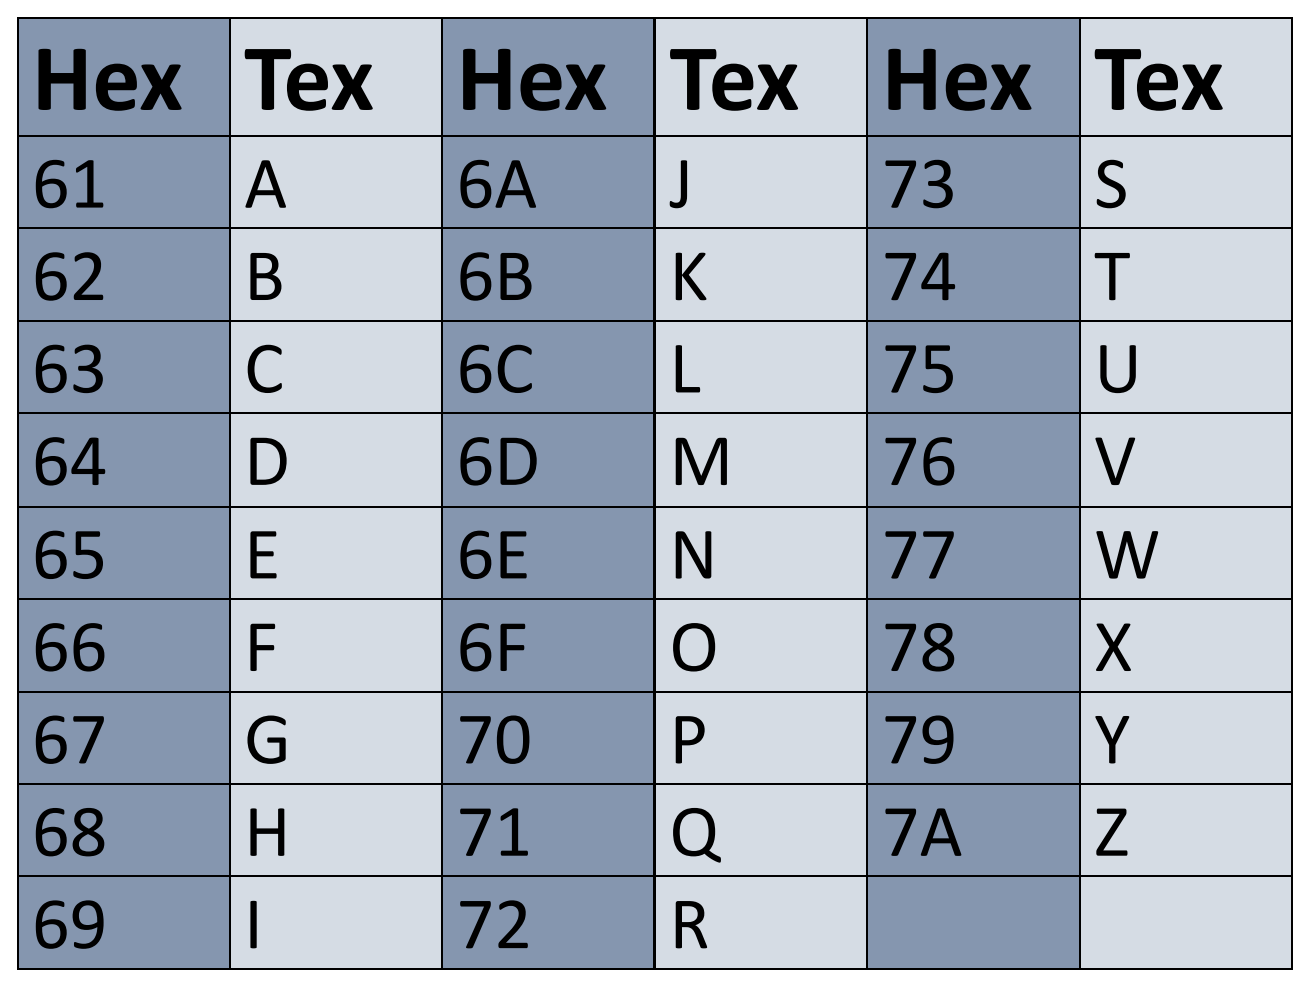 Hex Tex Hex Tex Hex Tex
61 A 6A J 73 S
62 B 6B K 74 T
63 C 6C L 75 U
64 D 6D M 76 V
65 E 6E N 77 W
66 F 6F O 78 X
67 G 70 P 79 Y
68 H 71 Q 7A Z
69 I 72 R